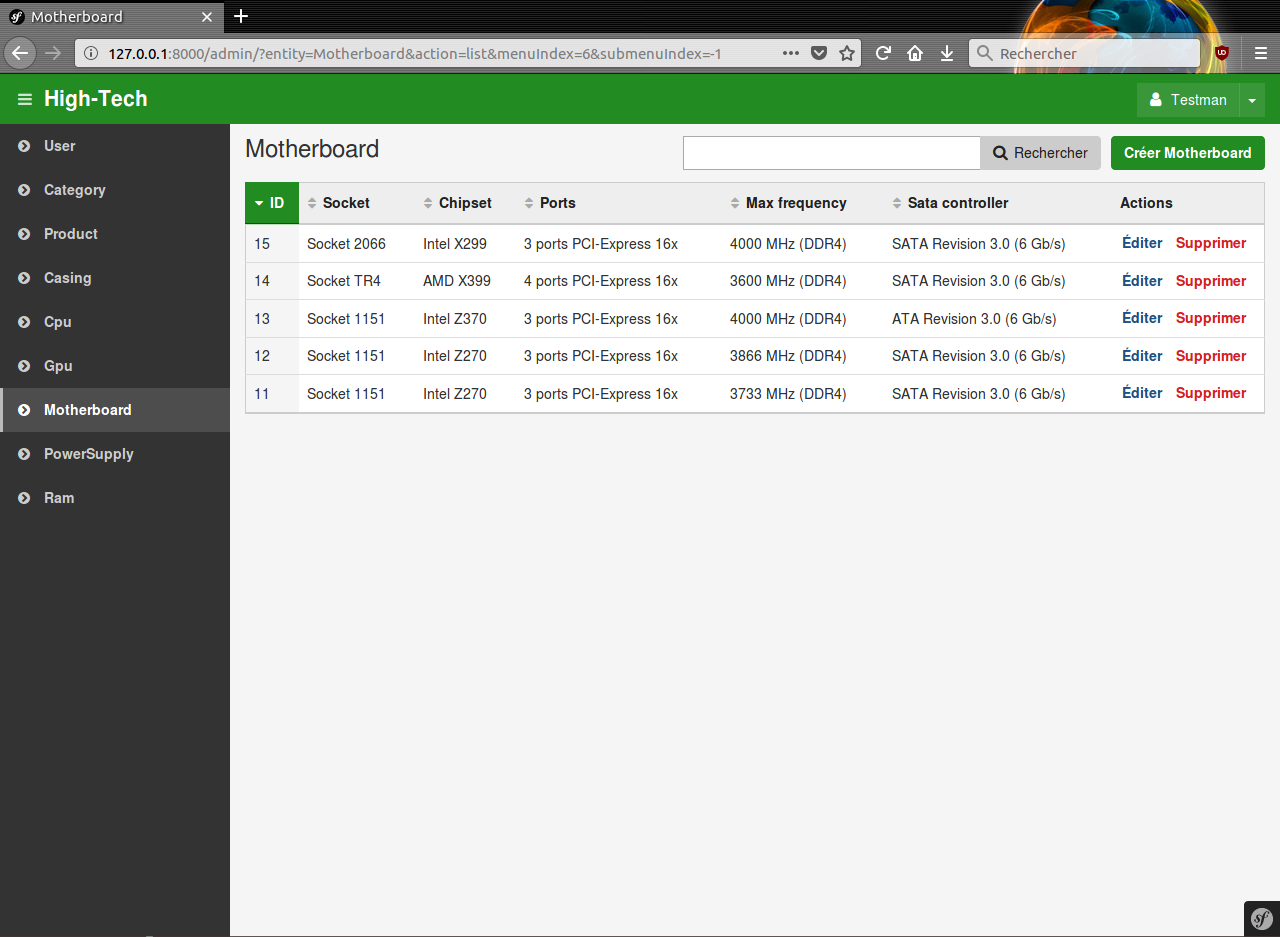 Motherboard
127.0.0.1:8000/admin/?entity=Motherboard&action=list&menuIndex=6&submenuIndex=-1
Rechercher
High-Tech
Testman
User
Category
Product
Casing
Cpu
Gpu
Motherboard
PowerSupply
Ram
Motherboard
Rechercher
Créer Motherboard
ID Socket Chipset Ports Max frequency Sata controller Actions
15 Socket 2066 Intel X299 3 ports PCI-Express 16x 4000 MHz (DDR4) SATA Revision 3.0 (6 Gb/s) Éditer Supprimer
14 Socket TR4 AMD X399 4 ports PCI-Express 16x 3600 MHz (DDR4) SATA Revision 3.0 (6 Gb/s) Éditer Supprimer
13 Socket 1151 Intel Z370 3 ports PCI-Express 16x 4000 MHz (DDR4) ATA Revision 3.0 (6 Gb/s) Éditer Supprimer
12 Socket 1151 Intel Z270 3 ports PCI-Express 16x 3866 MHz (DDR4) SATA Revision 3.0 (6 Gb/s) Éditer Supprimer
11 Socket 1151 Intel Z270 3 ports PCI-Express 16x 3733 MHz (DDR4) SATA Revision 3.0 (6 Gb/s) Éditer Supprimer
sf